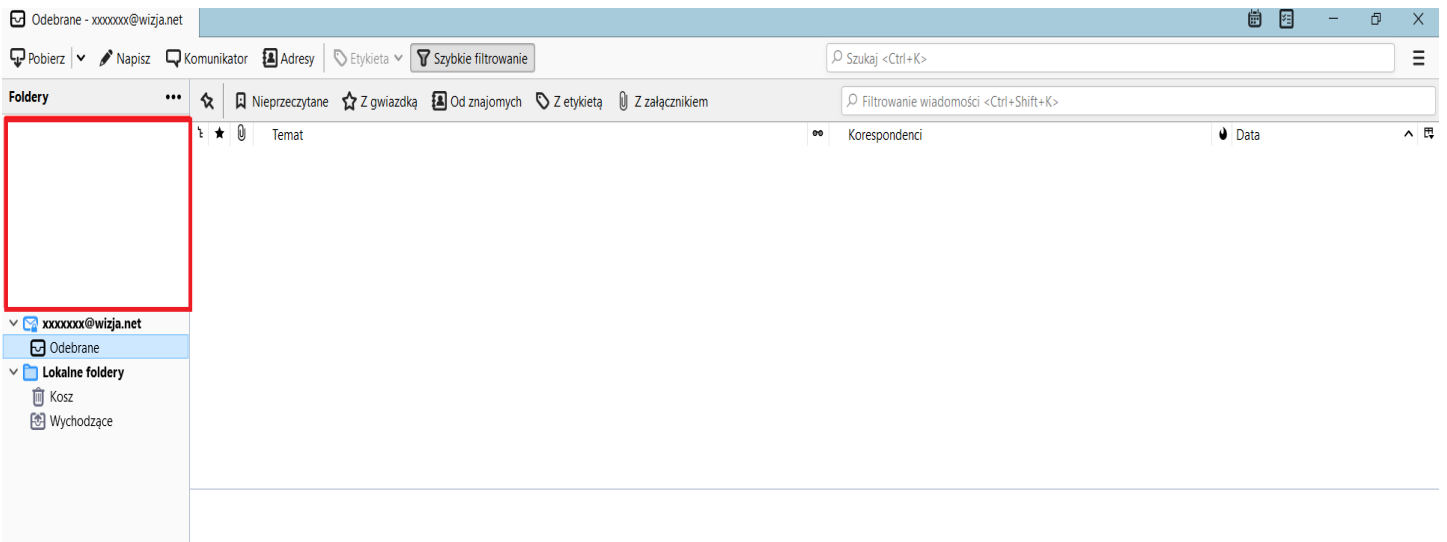 Odebrane - xxxxxxx@wizja.net
Pobierz Napisz Komunikator Adresy Etykieta Szybkie filtrowanie Szukaj <Ctrl+K>
Foldery Nieprzeczytane Z gwiazdką Od znajomych Z etykietą Z załącznikiem Filtrowanie wiadomości <Ctrl+Shift+K>
Temat Korespondenci Data
xxxxxxx@wizja.net
Odebrane
Lokalne foldery
Kosz
Wychodzące